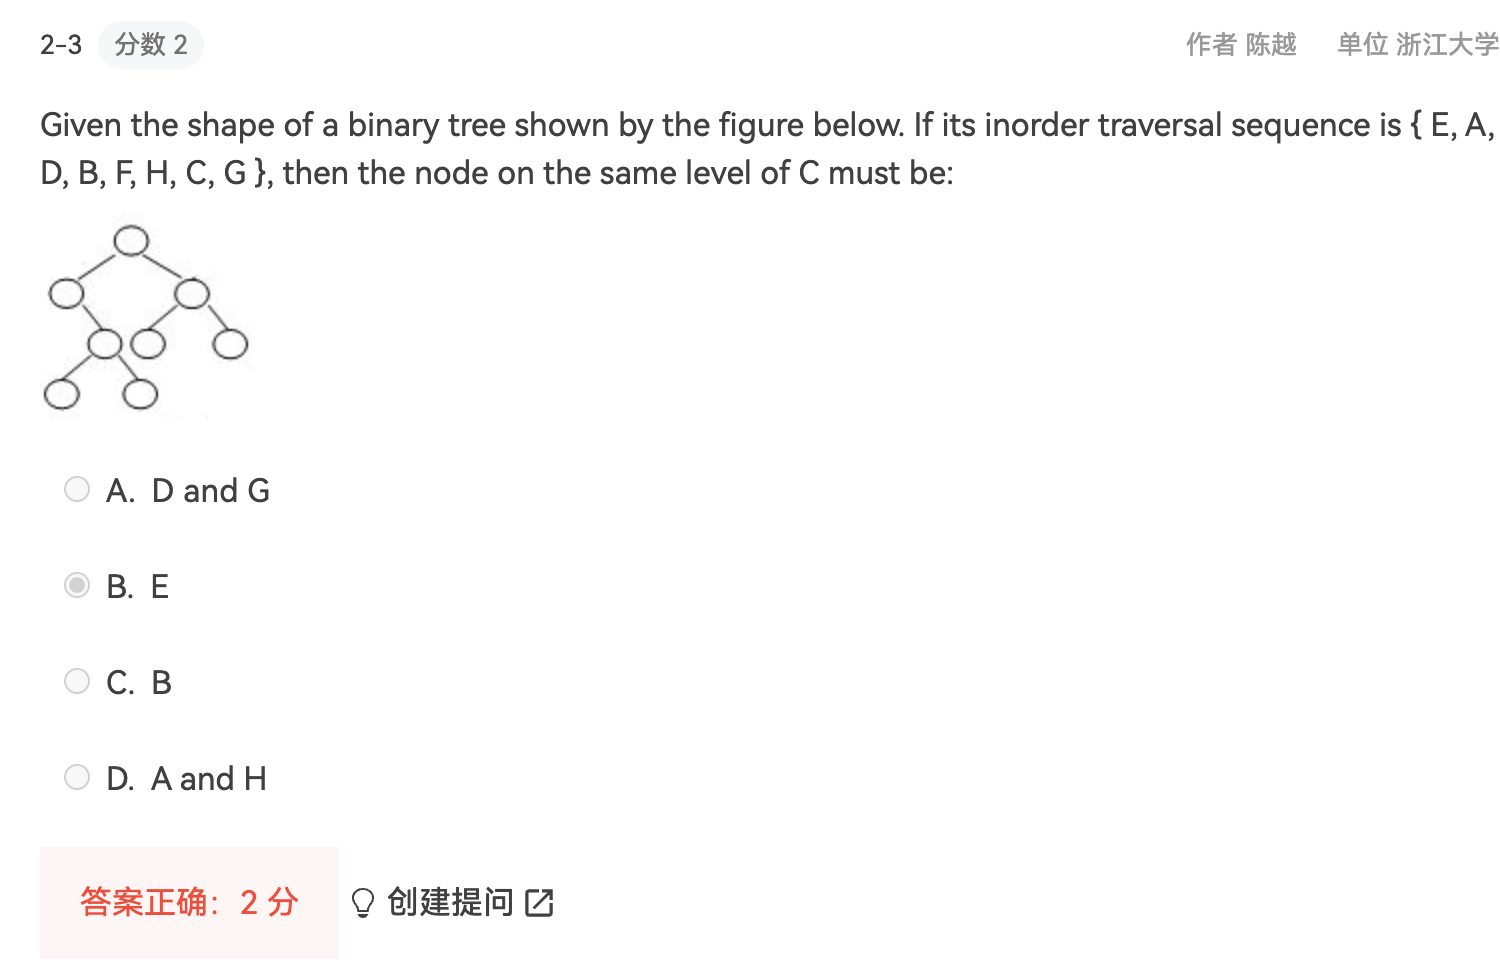 2-3 分数 2 作者 陈越 单位 浙江大学
Given the shape of a binary tree shown by the figure below. If its inorder traversal sequence is { E, A,
D, B, F, H, C, G }, then the node on the same level of C must be:
A. D and G
B. E
C. B
D. A and H
答案正确：2 分 创建提问